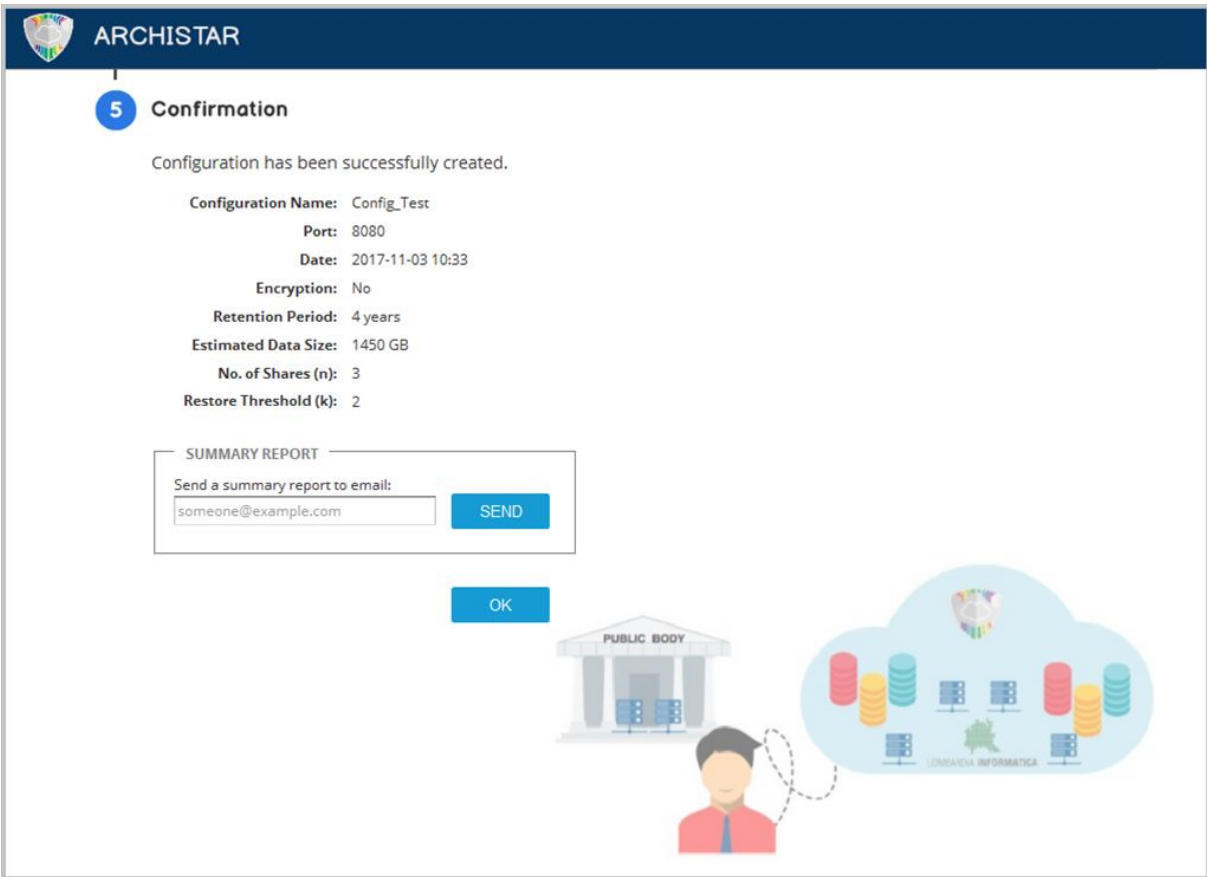 ARCHISTAR
5 Confirmation
Configuration has been successfully created.
Configuration Name: Config_Test
Port: 8080
Date: 2017-11-03 10:33
Encryption: No
Retention Period: 4 years
Estimated Data Size: 1450 GB
No. of Shares (n): 3
Restore Threshold (k): 2
SUMMARY REPORT
Send a summary report to email:
someone@example.com SEND
OK
PUBLIC BODY
LOMBARDIA INFORMATICA